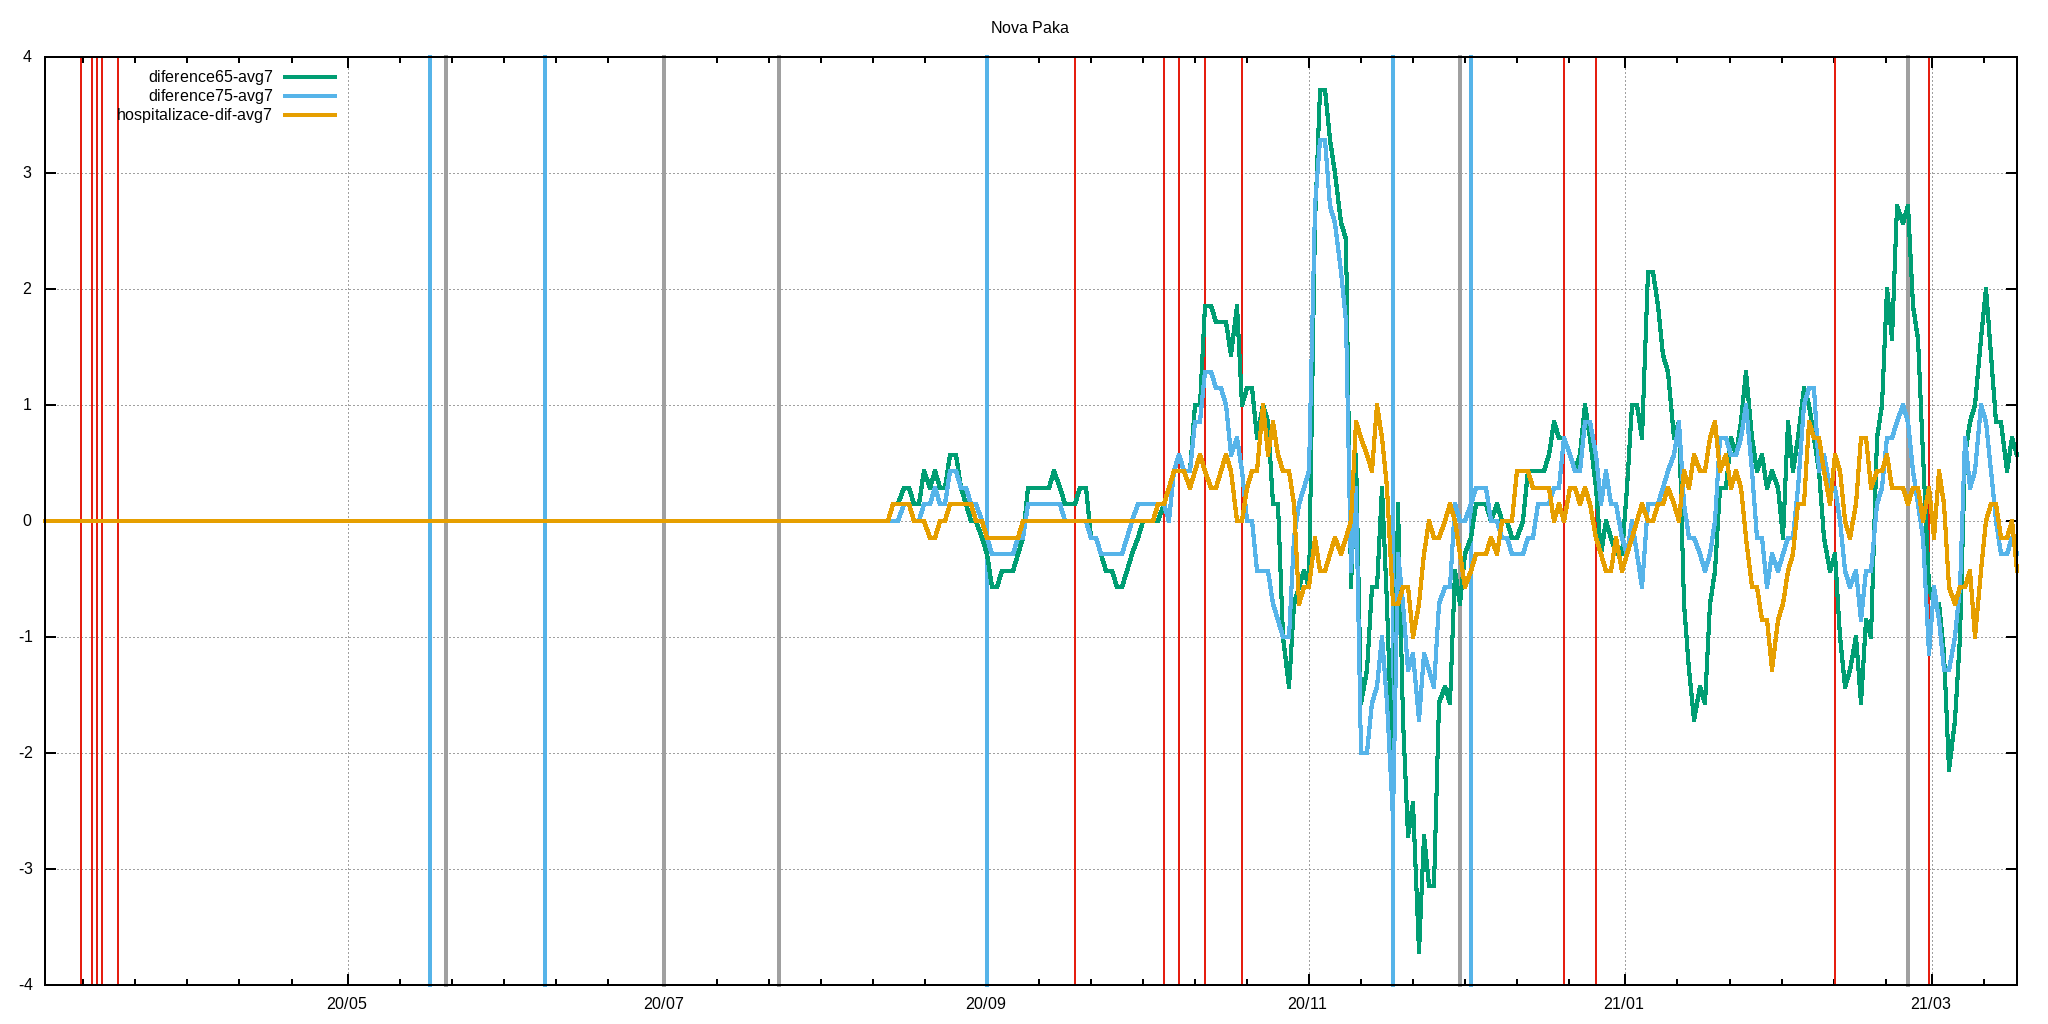 Nova Paka
4
diference65-avg7
diference75-avg7
hospitalizace-dif-avg7
3
2
1
0
-1
-2
-3
-4
20/05 20/07 20/09 20/11 21/01 21/03